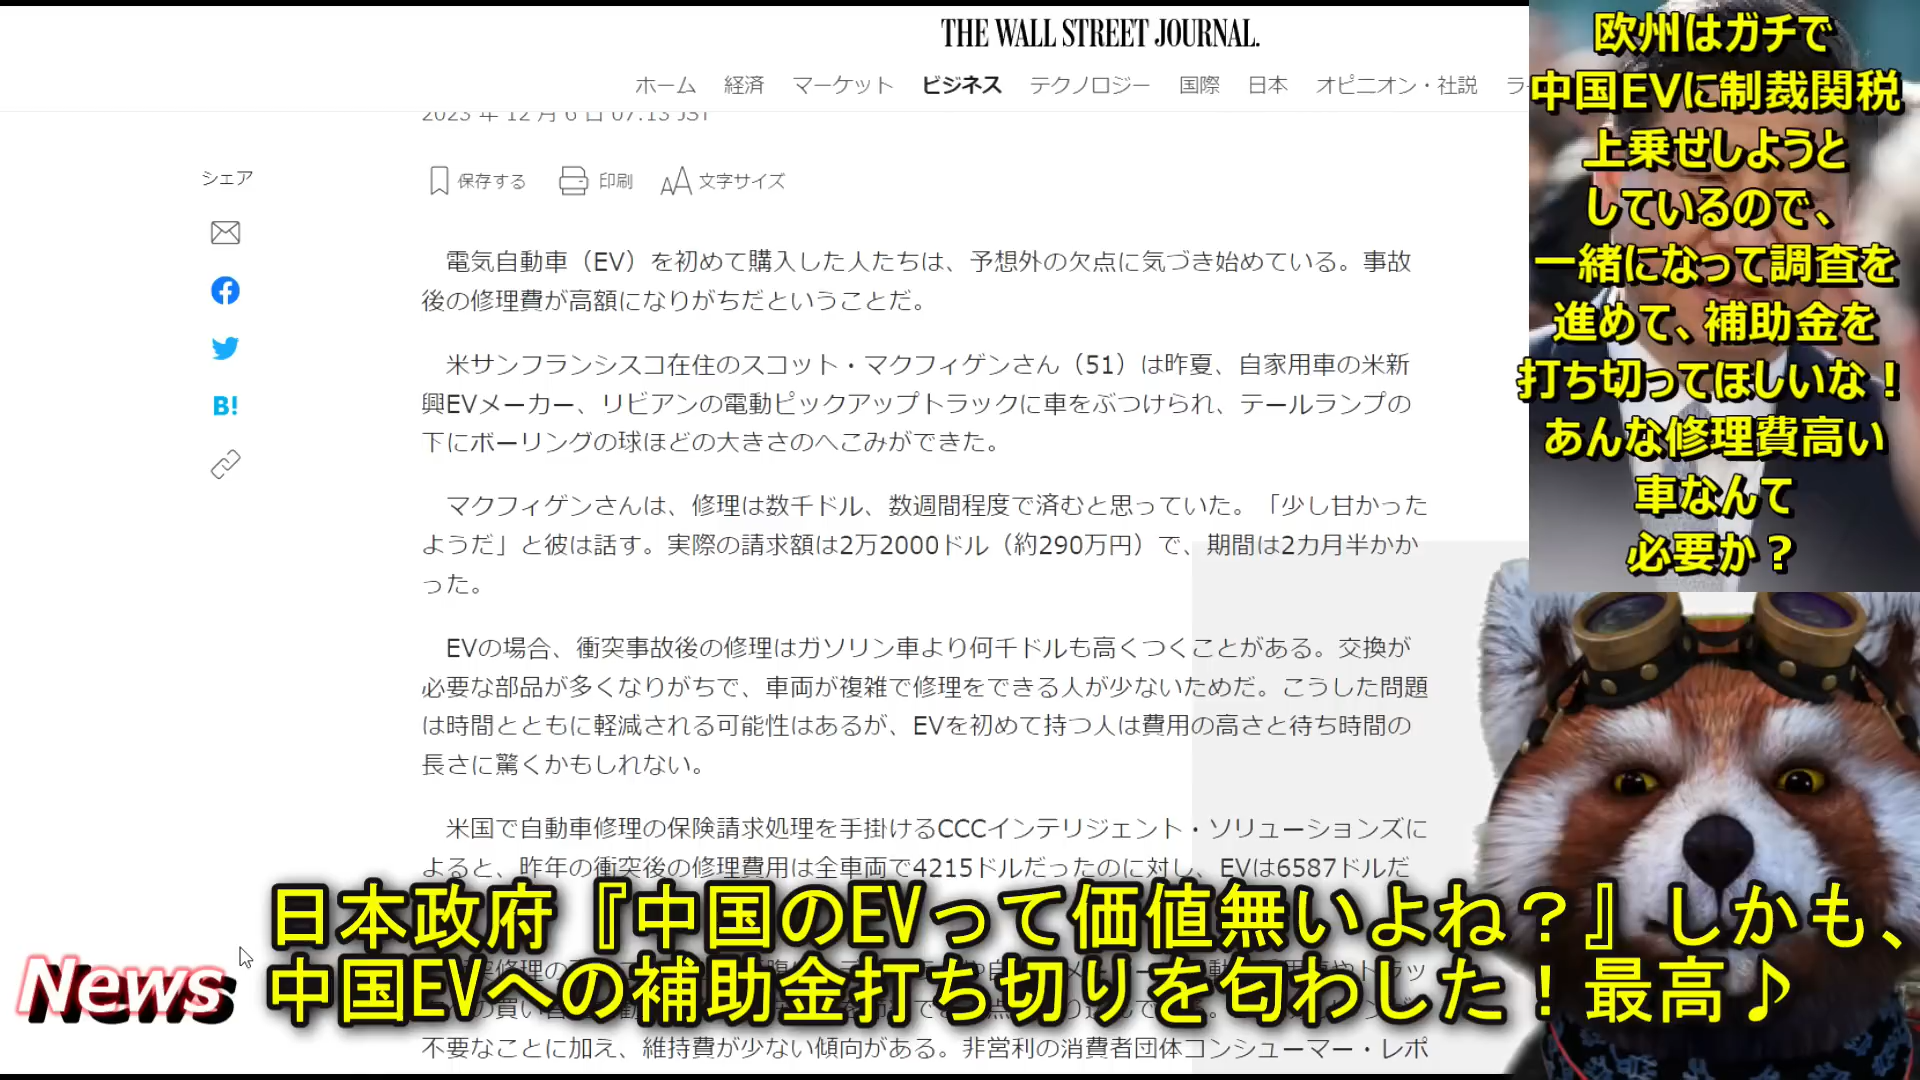 THE WALL STREET JOURNAL.
ホーム 経済 マーケット ビジネス テクノロジー 国際 日本 オピニオン・社説 ラ
2023 年 12 月 6 日 07:13 JST
シェア
保存する 印刷 文字サイズ
B!
電気自動車（EV）を初めて購入した人たちは、予想外の欠点に気づき始めている。事故
後の修理費が高額になりがちだということだ。
米サンフランシスコ在住のスコット・マクフィゲンさん（51）は昨夏、自家用車の米新
興EVメーカー、リビアンの電動ピックアップトラックに車をぶつけられ、テールランプの
下にボーリングの球ほどの大きさのへこみができた。
マクフィゲンさんは、修理は数千ドル、数週間程度で済むと思っていた。「少し甘かった
ようだ」と彼は話す。実際の請求額は2万2000ドル（約290万円）で、期間は2カ月半かか
った。
EVの場合、衝突事故後の修理はガソリン車より何千ドルも高くつくことがある。交換が
必要な部品が多くなりがちで、車両が複雑で修理をできる人が少ないためだ。こうした問題
は時間とともに軽減される可能性はあるが、EVを初めて持つ人は費用の高さと待ち時間の
長さに驚くかもしれない。
米国で自動車修理の保険請求処理を手掛けるCCCインテリジェント・ソリューションズに
よると、昨年の衝突後の修理費用は全車両で4215ドルだったのに対し、EVは6587ドルだ
不要なことに加え、維持費が少ない傾向がある。非営利の消費者団体コンシューマー・レポ
欧州はガチで
中国EVに制裁関税
上乗せしようと
しているので、
一緒になって調査を
進めて、補助金を
打ち切ってほしいな！
あんな修理費高い
車なんて
必要か？
News
日本政府『中国のEVって価値無いよね？』しかも、
中国EVへの補助金打ち切りを匂わした！最高♪